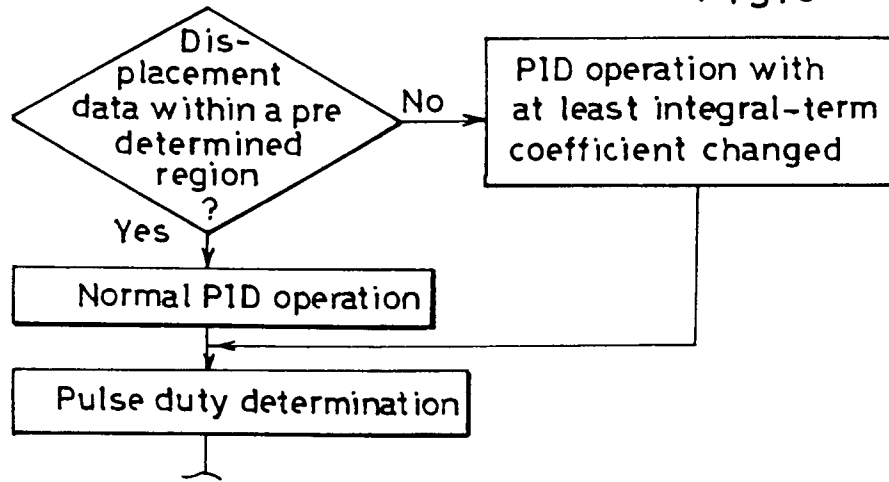 Dis-
placement
data within a pre
determined
region
?
No
PID operation with
at least integral-term
coefficient changed
Yes
Normal PID operation
Pulse duty determination